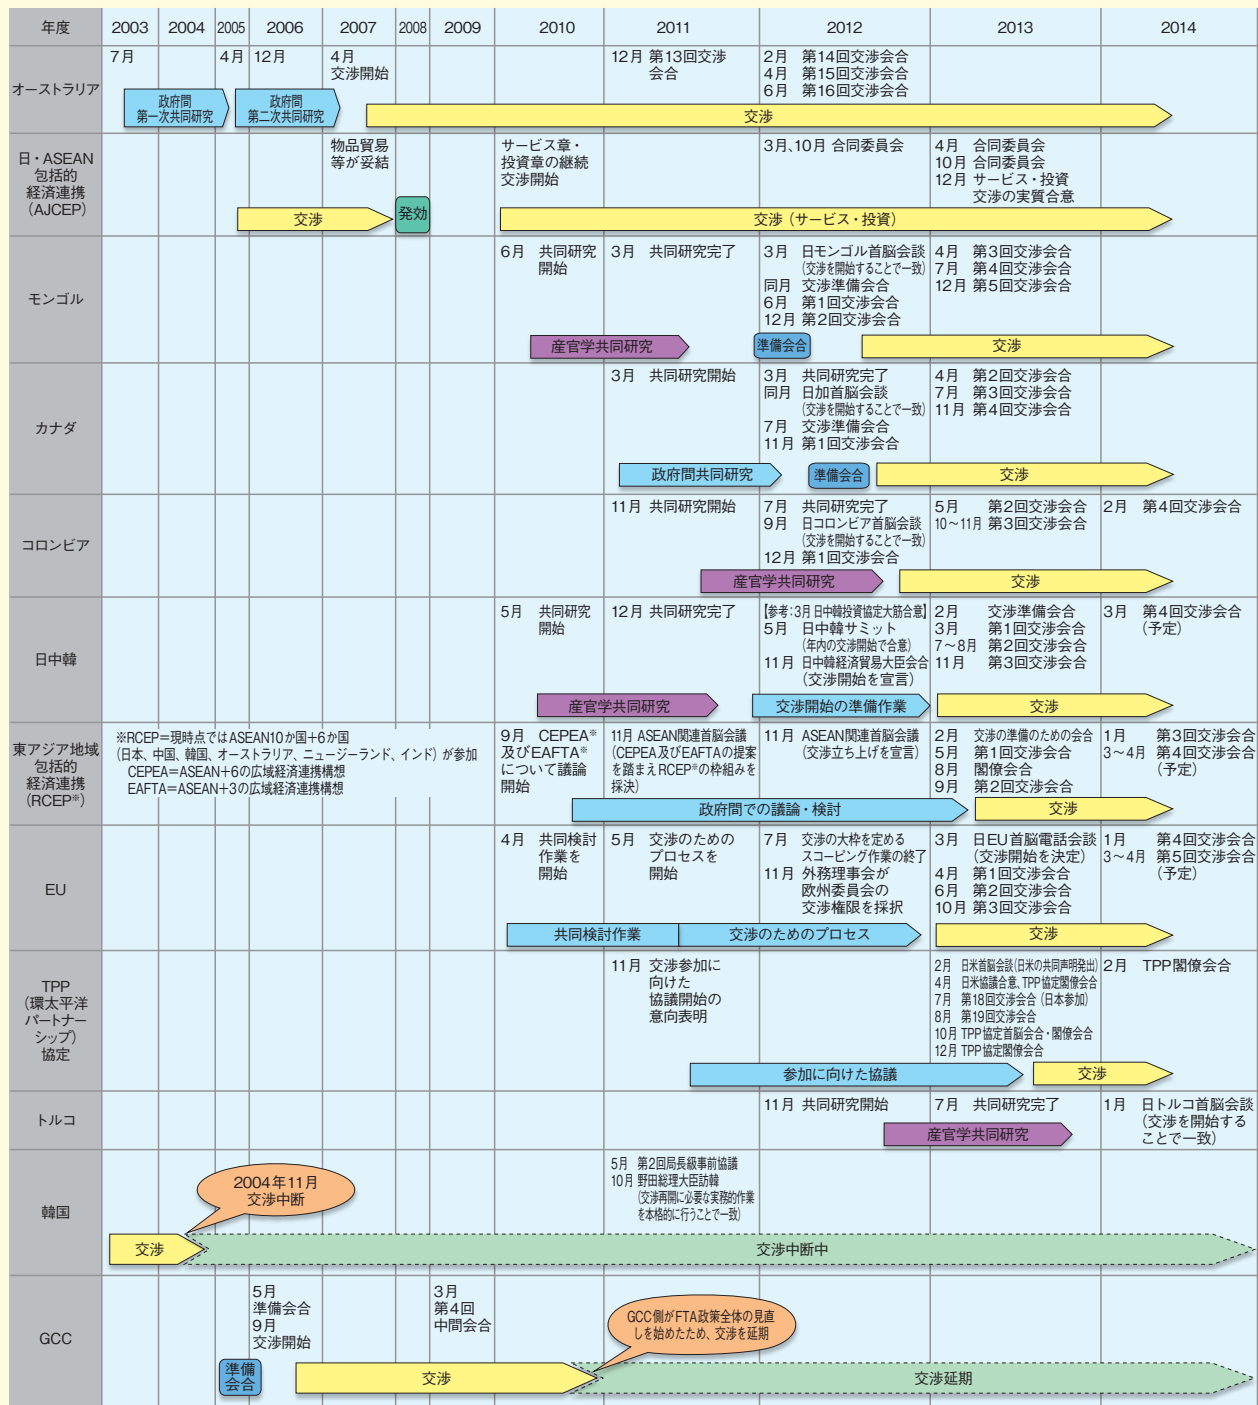 年度 2003 2004 2005 2006 2007 2008 2009 2010 2011 2012 2013 2014
オーストラリア
7月
4月
12月
4月
交渉開始
12月 第13回交渉
会合
2月 第14回交渉会合
4月 第15回交渉会合
6月 第16回交渉会合
政府間
第一次共同研究
政府間
第二次共同研究
交渉
日・ASEAN
包括的
経済連携
(AJCEP)
物品貿易
等が妥結
サービス章・
投資章の継続
交渉開始
3月、10月 合同委員会
4月 合同委員会
10月 合同委員会
12月 サービス・投資
交渉の実質合意
交渉
発効
交渉（サービス・投資）
モンゴル
6月 共同研究
開始
3月 共同研究完了
3月 日モンゴル首脳会談
(交渉を開始することで一致)
同月 交渉準備会合
6月 第1回交渉会合
12月 第2回交渉会合
4月 第3回交渉会合
7月 第4回交渉会合
12月 第5回交渉会合
産官学共同研究
準備会合
交渉
カナダ
3月 共同研究開始
3月 共同研究完了
同月 日加首脳会談
(交渉を開始することで一致)
7月 交渉準備会合
11月 第1回交渉会合
4月 第2回交渉会合
7月 第3回交渉会合
11月 第4回交渉会合
政府間共同研究
準備会合
交渉
コロンビア
11月 共同研究開始
7月 共同研究完了
9月 日コロンビア首脳会談
(交渉を開始することで一致)
12月 第1回交渉会合
5月 第2回交渉会合
10～11月 第3回交渉会合
2月 第4回交渉会合
産官学共同研究
交渉
日中韓
5月 共同研究
開始
12月 共同研究完了
【参考：3月 日中韓投資協定大筋合意】
5月 日中韓サミット
(年内の交渉開始で合意)
11月 日中韓経済貿易大臣会合
(交渉開始を宣言)
2月 交渉準備会合
3月 第1回交渉会合
7～8月 第2回交渉会合
11月 第3回交渉会合
3月 第4回交渉会合
(予定)
産官学共同研究
交渉開始の準備作業
交渉
東アジア地域
包括的
経済連携
(RCEP※)
※RCEP＝現時点ではASEAN10か国＋6か国
(日本、中国、韓国、オーストラリア、ニュージーランド、インド）が参加
CEPEA＝ASEAN＋6の広域経済連携構想
EAFTA＝ASEAN＋3の広域経済連携構想
9月 CEPEA※
及びEAFTA※
について議論
開始
11月 ASEAN関連首脳会議
(CEPEA及びEAFTAの提案
を踏まえRCEP※の枠組みを
採決)
11月 ASEAN関連首脳会議
(交渉立ち上げを宣言)
2月 交渉の準備のための会合
5月 第1回交渉会合
8月 閣僚会合
9月 第2回交渉会合
1月 第3回交渉会合
3～4月 第4回交渉会合
(予定)
政府間での議論・検討
交渉
EU
4月 共同検討
作業を
開始
5月 交渉のための
プロセスを
開始
7月 交渉の大枠を定める
スコーピング作業の終了
11月 外務理事会が
欧州委員会の
交渉権限を採択
3月 日EU首脳電話会談
(交渉開始を決定)
4月 第1回交渉会合
6月 第2回交渉会合
10月 第3回交渉会合
1月 第4回交渉会合
3～4月 第5回交渉会合
(予定)
共同検討作業
交渉のためのプロセス
交渉
TPP
(環太平洋
パートナー
シップ)
協定
11月 交渉参加に
向けた
協議開始の
意向表明
2月 日米首脳会談(日米の共同声明発出)
4月 日米協議合意、TPP協定閣僚会合
7月 第18回交渉会合（日本参加)
8月 第19回交渉会合
10月 TPP協定首脳会合・閣僚会合
12月 TPP協定閣僚会合
2月 TPP閣僚会合
参加に向けた協議
交渉
トルコ
11月 共同研究開始
7月 共同研究完了
1月 日トルコ首脳会談
(交渉を開始する
ことで一致)
産官学共同研究
韓国
2004年11月
交渉中断
5月 第2回局長級事前協議
10月 野田総理大臣訪韓
(交渉再開に必要な実務的作業
を本格的に行うことで一致)
交渉
交渉中断中
GCC
5月
準備会合
9月
交渉開始
3月
第4回
中間会合
GCC側がFTA政策全体の見直
しを始めたため、交渉を延期
準備
会合
交渉
交渉延期